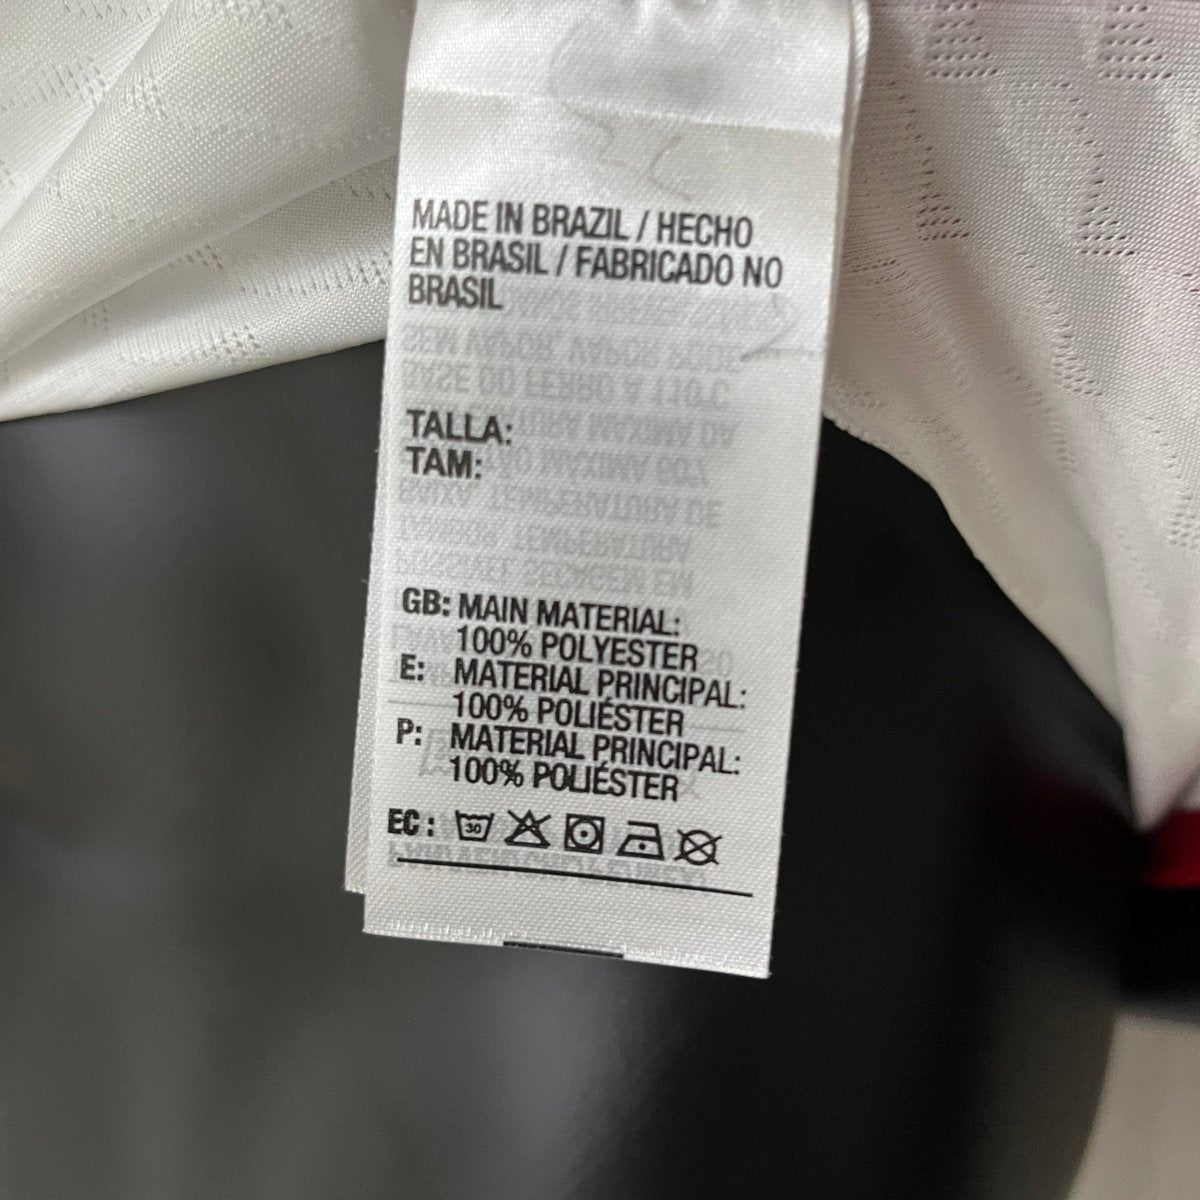 MADE IN BRAZIL / HECHO
EN BRASIL / FABRICADO NO
BRASIL
TALLA:
TAM:
GB: MAIN MATERIAL:
100% POLYESTER
E: MATERIAL PRINCIPAL:
100% POLIÉSTER
P: MATERIAL PRINCIPAL:
100% POLIÉSTER
EC: 30